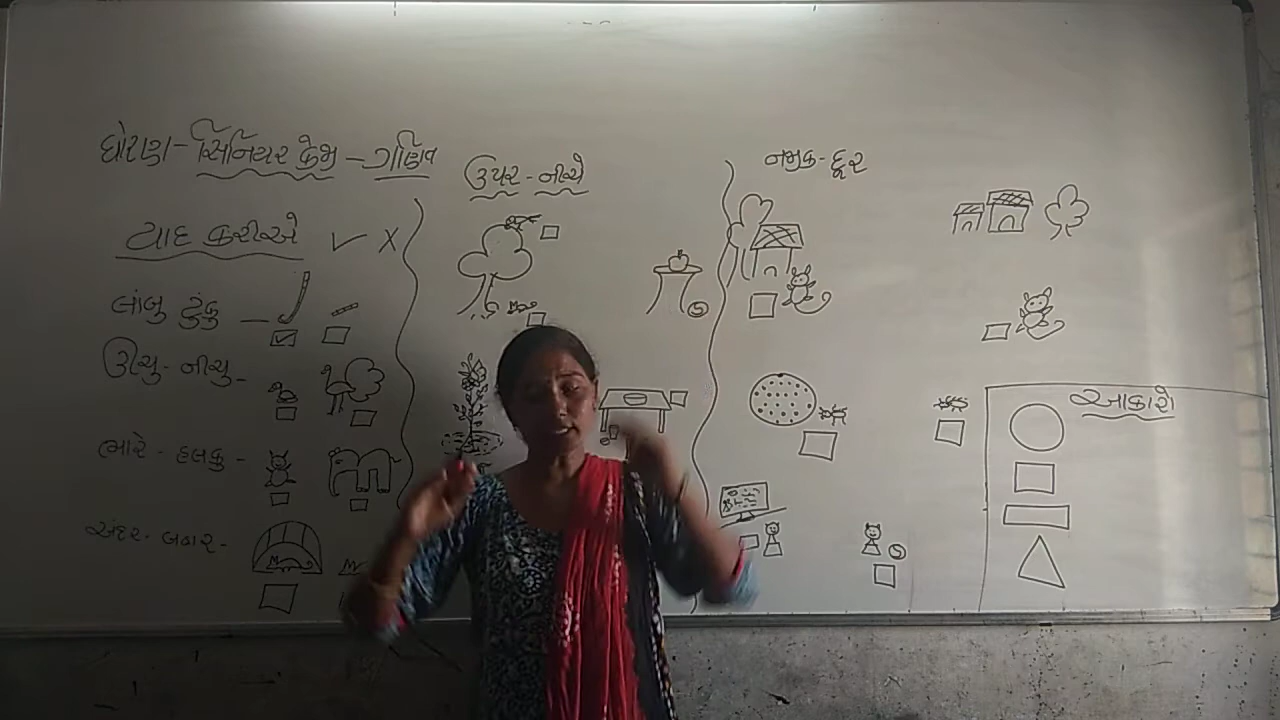 ધોરણ - સિનિયર કેજી - ગણિત
યાદ કરીએ ✓ X
લાંબુ ટુંકુ -
ઊંચુ - નીચુ -
ભારે - હલકુ -
અંદર - બહાર -
ઉપર - નીચે
નજીક - દૂર
આકારો